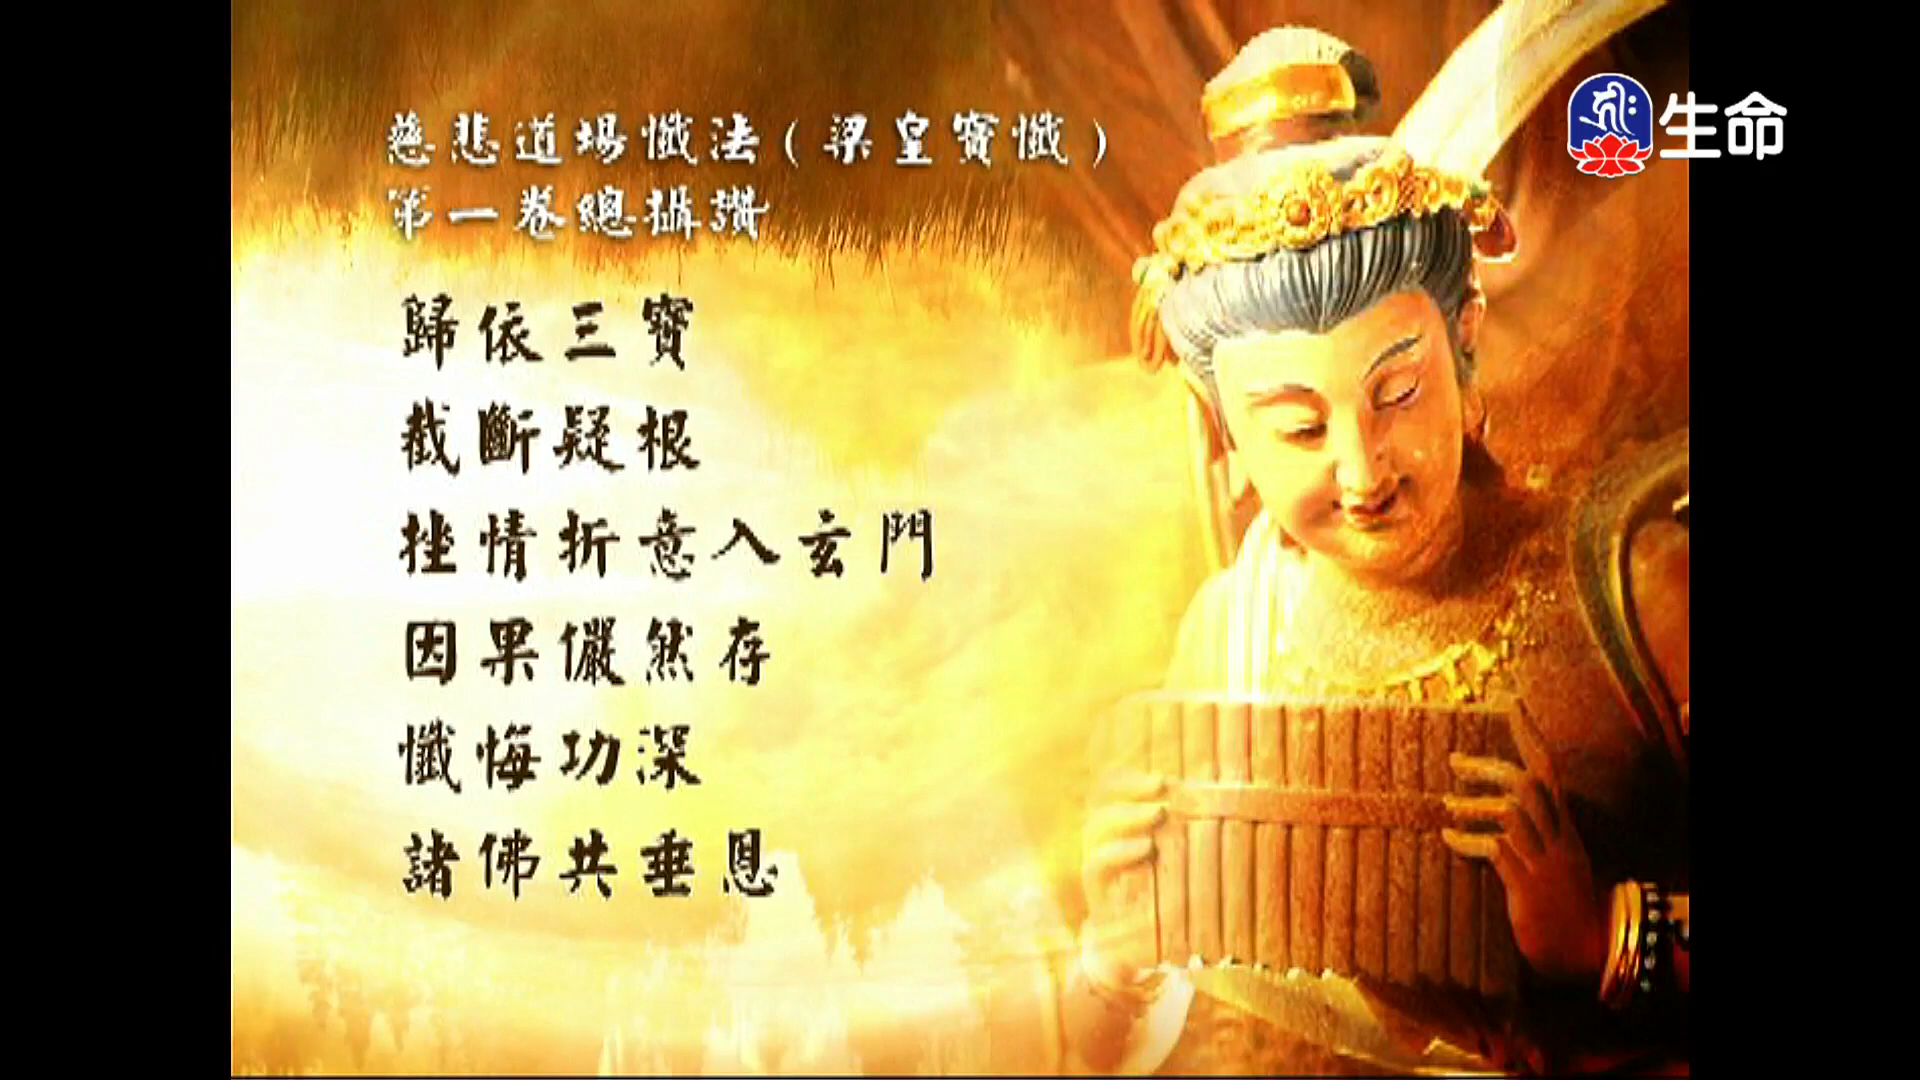 慈悲道場懺法(梁皇寶懺)
第一卷總攝讚
生命
歸依三寶
截斷疑根
挫情折意入玄門
因果儼然存
懺悔功深
諸佛共垂恩